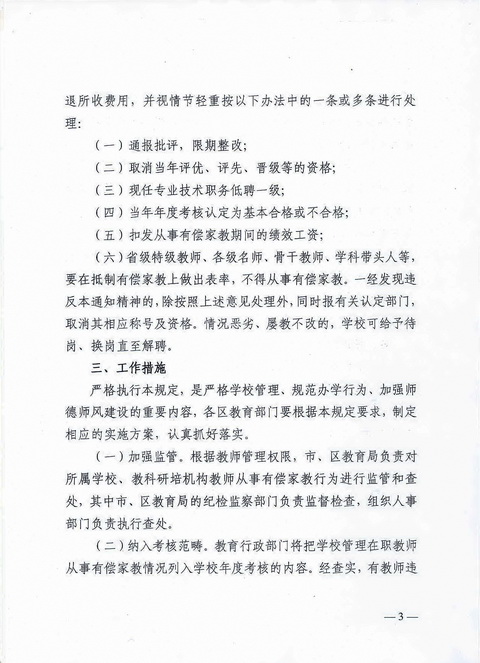 退所收费用，并视情节轻重按以下办法中的一条或多条进行处
理：
（一）通报批评，限期整改；
（二）取消当年评优、评先、晋级等的资格；
（三）现任专业技术职务低聘一级；
（四）当年年度考核认定为基本合格或不合格；
（五）扣发从事有偿家教期间的绩效工资；
（六）省级特级教师、各级名师、骨干教师、学科带头人等，
要在抵制有偿家教上做出表率，不得从事有偿家教。一经发现违
反本通知精神的，除按照上述意见处理外，同时报有关认定部门，
取消其相应称号及资格。情况恶劣、屡教不改的，学校可给予待
岗、换岗直至解聘。
三、工作措施
严格执行本规定，是严格学校管理、规范办学行为、加强师
德师风建设的重要内容，各区教育部门要根据本规定要求，制定
相应的实施方案，认真抓好落实。
（一）加强监管。根据教师管理权限，市、区教育局负责对
所属学校、教科研培机构教师从事有偿家教行为进行监管和查
处，其中市、区教育局的纪检监察部门负责监督检查，组织人事
部门负责执行查处。
（二）纳入考核范畴。教育行政部门将把学校管理在职教师
从事有偿家教情况列入学校年度考核的内容。经查实，有教师违
—3—